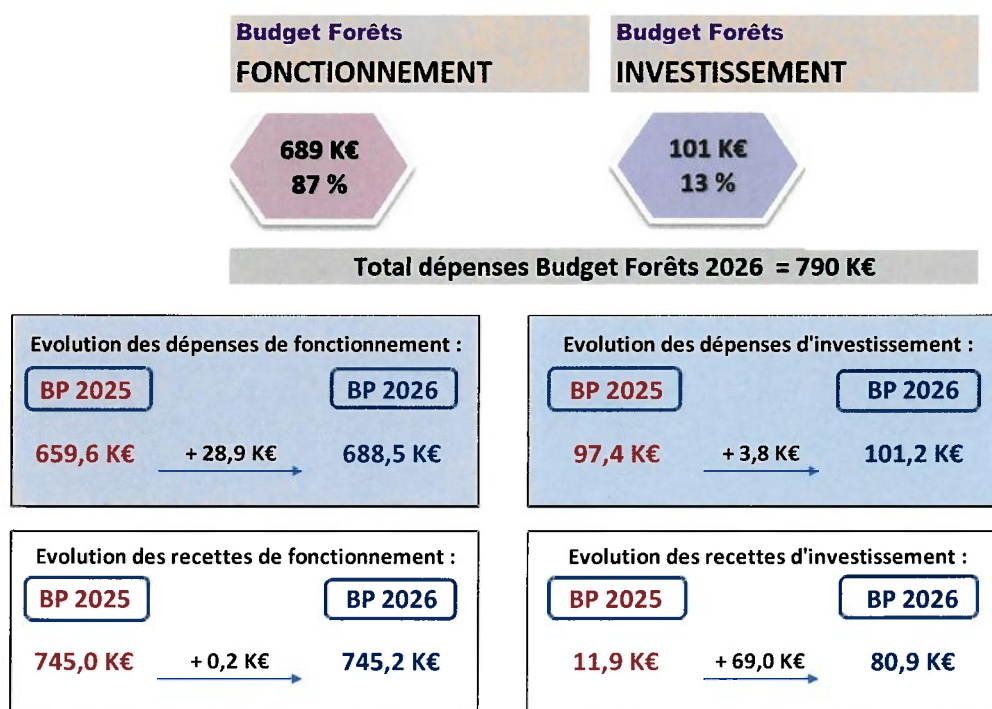 Budget Forêts
FONCTIONNEMENT
Budget Forêts
INVESTISSEMENT
689 K€
87 %
101 K€
13 %
Total dépenses Budget Forêts 2026 = 790 K€
Evolution des dépenses de fonctionnement :
BP 2025
BP 2026
659,6 K€
+ 28,9 K€
688,5 K€
Evolution des dépenses d'investissement :
BP 2025
BP 2026
97,4 K€
+ 3,8 K€
101,2 K€
Evolution des recettes de fonctionnement :
BP 2025
BP 2026
745,0 K€
+ 0,2 K€
745,2 K€
Evolution des recettes d'investissement :
BP 2025
BP 2026
11,9 K€
+ 69,0 K€
80,9 K€